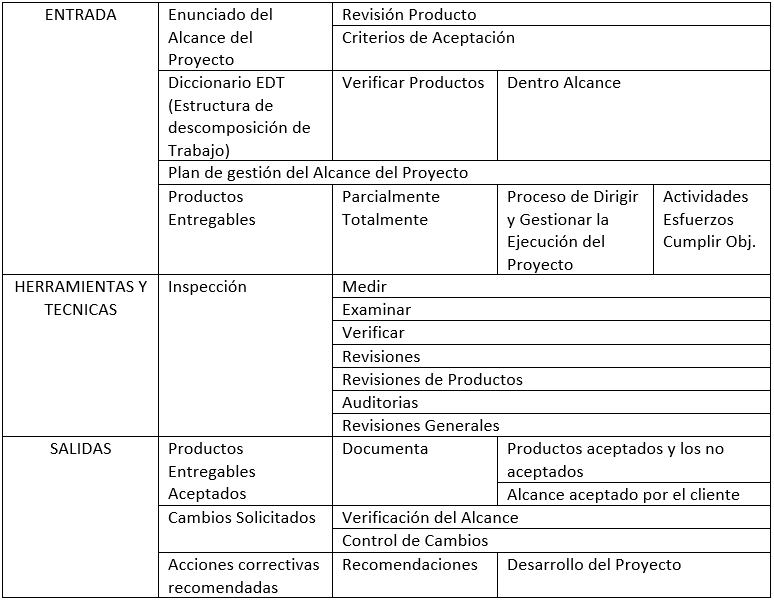 ENTRADA
Enunciado del
Alcance del
Proyecto
Revisión Producto
Criterios de Aceptación
Diccionario EDT
(Estructura de
descomposición de
Trabajo)
Verificar Productos
Dentro Alcance
Plan de gestión del Alcance del Proyecto
Productos
Entregables
Parcialmente
Totalmente
Proceso de Dirigir
y Gestionar la
Ejecución del
Proyecto
Actividades
Esfuerzos
Cumplir Obj.
HERRAMIENTAS Y
TECNICAS
Inspección
Medir
Examinar
Verificar
Revisiones
Revisiones de Productos
Auditorias
Revisiones Generales
SALIDAS
Productos
Entregables
Aceptados
Documenta
Productos aceptados y los no
aceptados
Alcance aceptado por el cliente
Cambios Solicitados
Verificación del Alcance
Control de Cambios
Acciones correctivas
recomendadas
Recomendaciones
Desarrollo del Proyecto